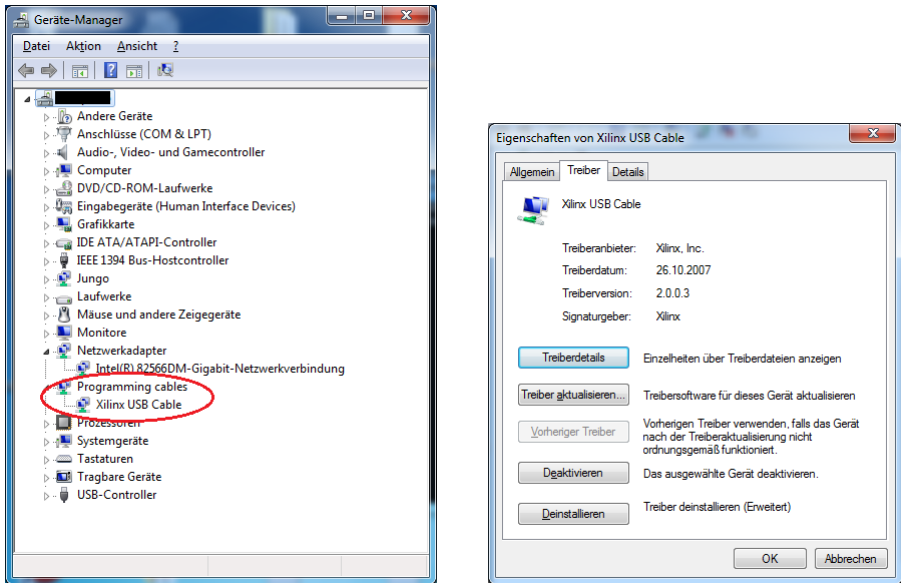 Geräte-Manager
Datei Aktion Ansicht ?
Andere Geräte
Anschlüsse (COM & LPT)
Audio-, Video- und Gamecontroller
Computer
DVD/CD-ROM-Laufwerke
Eingabegeräte (Human Interface Devices)
Grafikkarte
IDE ATA/ATAPI-Controller
IEEE 1394 Bus-Hostcontroller
Jungo
Laufwerke
Mäuse und andere Zeigegeräte
Monitore
Netzwerkadapter
Intel(R) 82566DM-Gigabit-Netzwerkverbindung
Programming cables
Xilinx USB Cable
Prozessoren
Systemgeräte
Tastaturen
Tragbare Geräte
USB-Controller
Eigenschaften von Xilinx USB Cable
Allgemein Treiber Details
Xilinx USB Cable
Treiberanbieter: Xilinx, Inc.
Treiberdatum: 26.10.2007
Treiberversion: 2.0.0.3
Signaturgeber: Xilinx
Treiberdetails Einzelheiten über Treiberdateien anzeigen
Treiber aktualisieren... Treibersoftware für dieses Gerät aktualisieren
Vorheriger Treiber Vorherigen Treiber verwenden, falls das Gerät
nach der Treiberaktualisierung nicht
ordnungsgemäß funktioniert.
Deaktivieren Das ausgewählte Gerät deaktivieren.
Deinstallieren Treiber deinstallieren (Erweitert)
OK Abbrechen